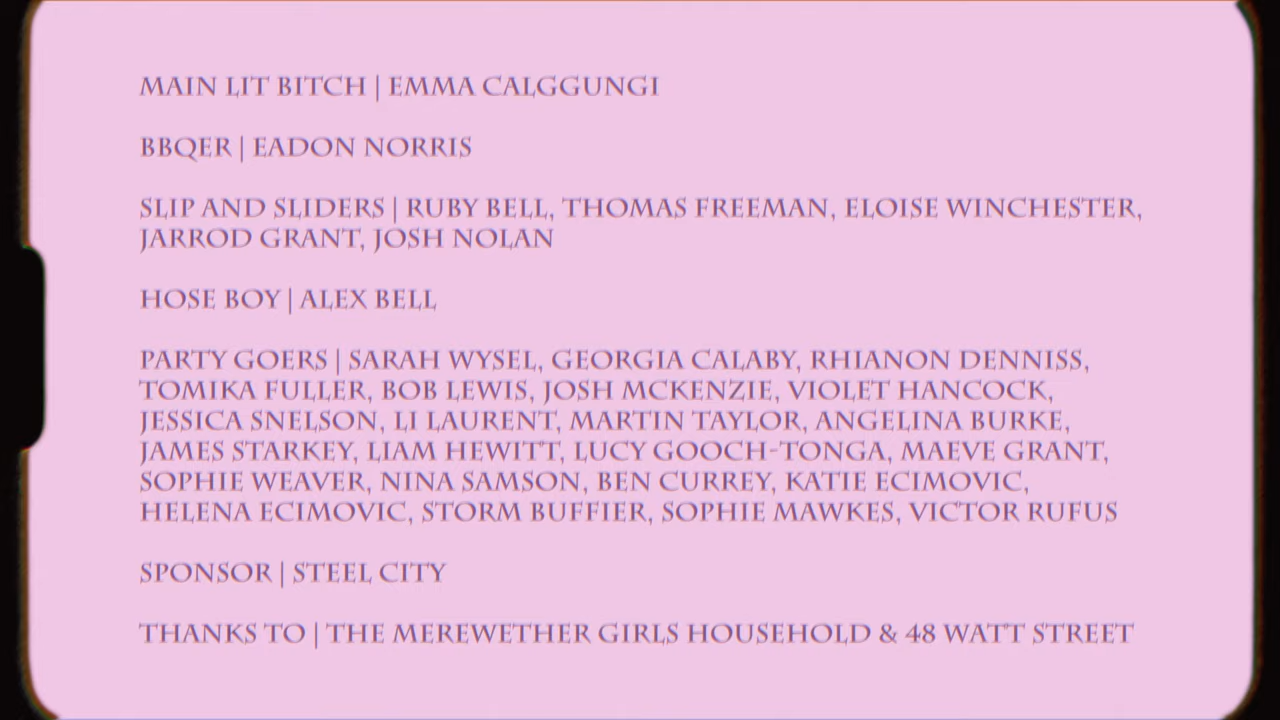 MAIN LIT BITCH | EMMA CALGGUNGI
BBQER | EADON NORRIS
SLIP AND SLIDERS | RUBY BELL, THOMAS FREEMAN, ELOISE WINCHESTER,
JARROD GRANT, JOSH NOLAN
HOSE BOY | ALEX BELL
PARTY GOERS | SARAH WYSEL, GEORGIA CALABY, RHIANON DENNISS,
TOMIKA FULLER, BOB LEWIS, JOSH MCKENZIE, VIOLET HANCOCK,
JESSICA SNELSON, LI LAURENT, MARTIN TAYLOR, ANGELINA BURKE,
JAMES STARKEY, LIAM HEWITT, LUCY GOOCH-TONGA, MAEVE GRANT,
SOPHIE WEAVER, NINA SAMSON, BEN CURREY, KATIE ECIMOVIC,
HELENA ECIMOVIC, STORM BUFFIER, SOPHIE MAWKES, VICTOR RUFUS
SPONSOR | STEEL CITY
THANKS TO | THE MEREWETHER GIRLS HOUSEHOLD & 48 WATT STREET